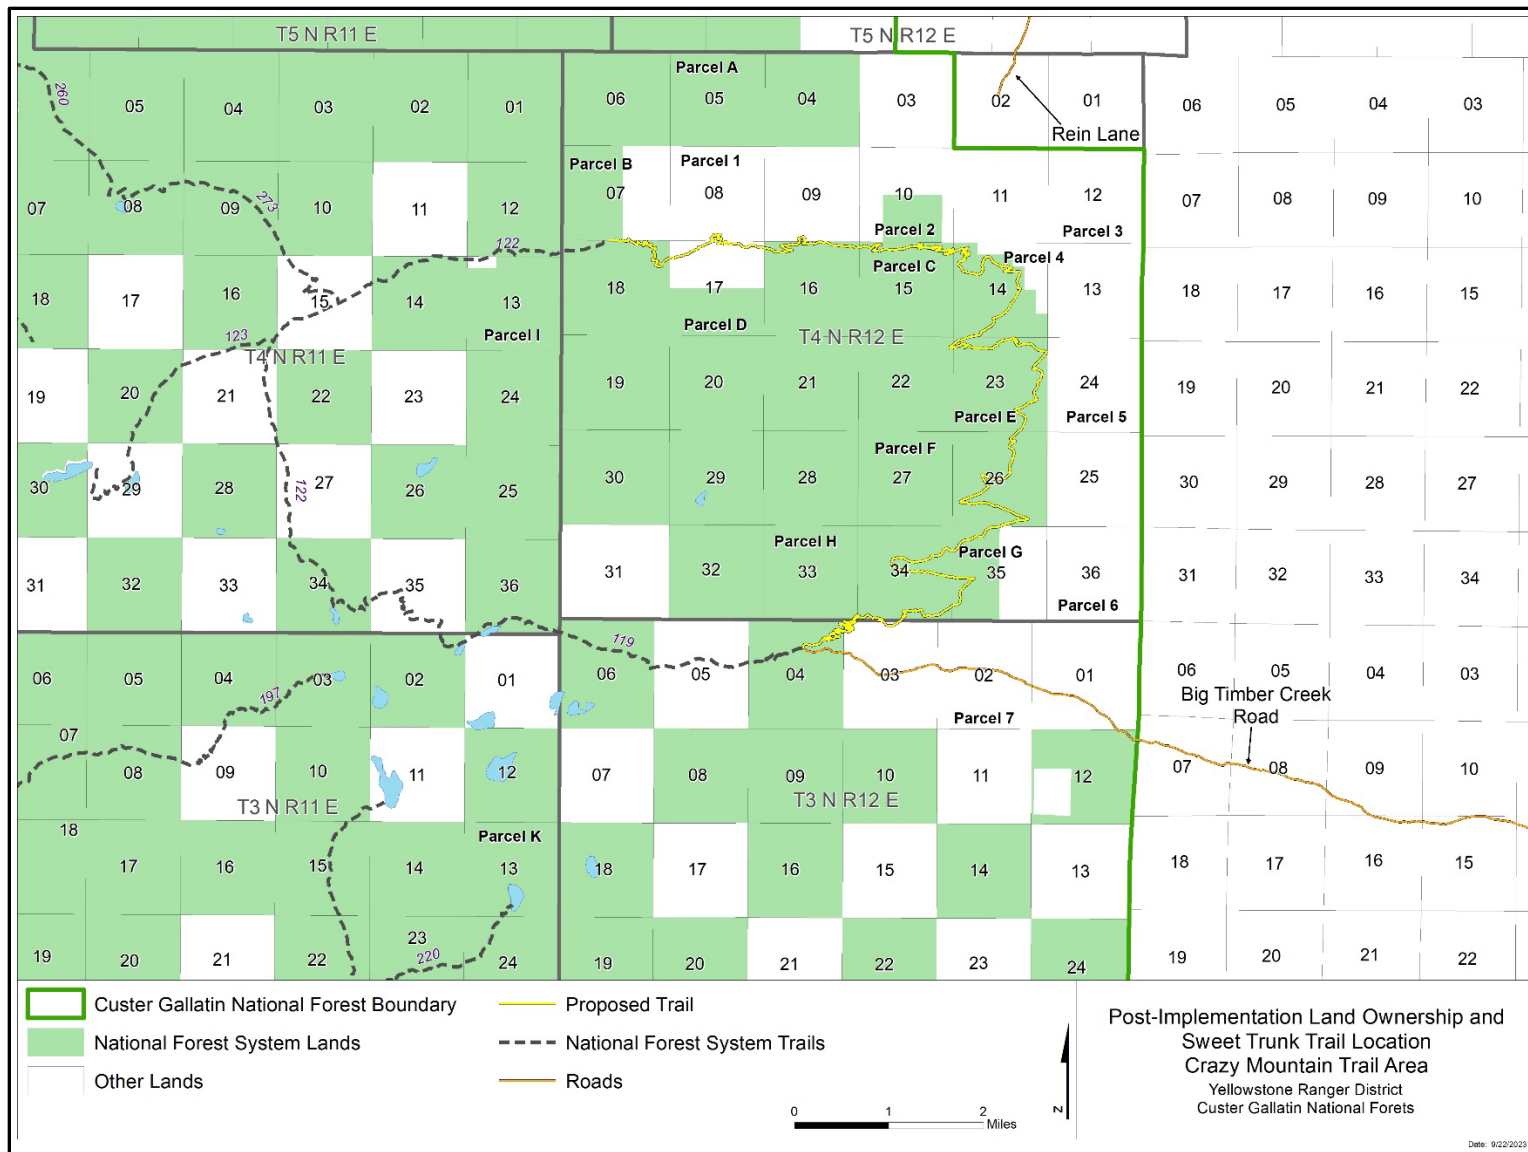 T5 N R11 E
T5 N R12 E
Parcel A
260
05 04 03 02 01 06 05 04 03 02 01 06 05 04 03
Rein Lane
Parcel B Parcel 1
07 08 09 10 11 12 07 08 09 10 11 12 07 08 09 10
273
122
Parcel 2 Parcel 3
Parcel C Parcel 4
18 17 16 15 14 13 18 17 16 15 14 13 18 17 16 15
123
Parcel I Parcel D
T4 N R11 E T4 N R12 E
19 20 21 22 23 24 19 20 21 22 23 24 19 20 21 22
Parcel E Parcel 5
Parcel F
30 29 28 27 26 25 30 29 28 27 26 25 30 29 28 27
122
Parcel H Parcel G
31 32 33 34 35 36 31 32 33 34 35 36 31 32 33 34
Parcel 6
119
06 05 04 03 02 01 06 05 04 03 02 01 06 05 04 03
197
Big Timber Creek
Road
Parcel 7
07 08 09 10 11 12 07 08 09 10 11 12 07 08 09 10
T3 N R11 E T3 N R12 E
Parcel K
18 17 16 15 14 13 18 17 16 15 14 13 18 17 16 15
19 20 21 22 23 24 19 20 21 22 23 24 19 20 21 22
220
Custer Gallatin National Forest Boundary
National Forest System Lands
Other Lands
Proposed Trail
National Forest System Trails
Roads
0 1 2
Miles
N
Post-Implementation Land Ownership and
Sweet Trunk Trail Location
Crazy Mountain Trail Area
Yellowstone Ranger District
Custer Gallatin National Forets
Date: 9/22/2023